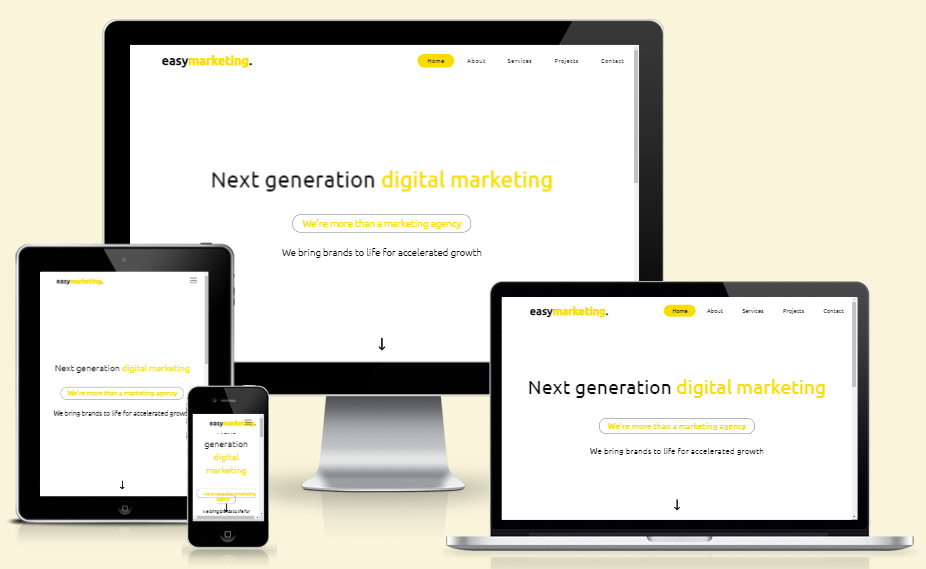 easymarketing.
Home About Services Projects Contact
Next generation digital marketing
We're more than a marketing agency
We bring brands to life for accelerated growth
↓
easymarketing.
Next generation digital marketing
We're more than a marketing agency
We bring brands to life for accelerated growth
↓
easymarketing.
generation
digital
marketing
We're more than a marketing
agency
we bring brands to life for
easymarketing.
Home About Services Projects Contact
Next generation digital marketing
We're more than a marketing agency
We bring brands to life for accelerated growth
↓